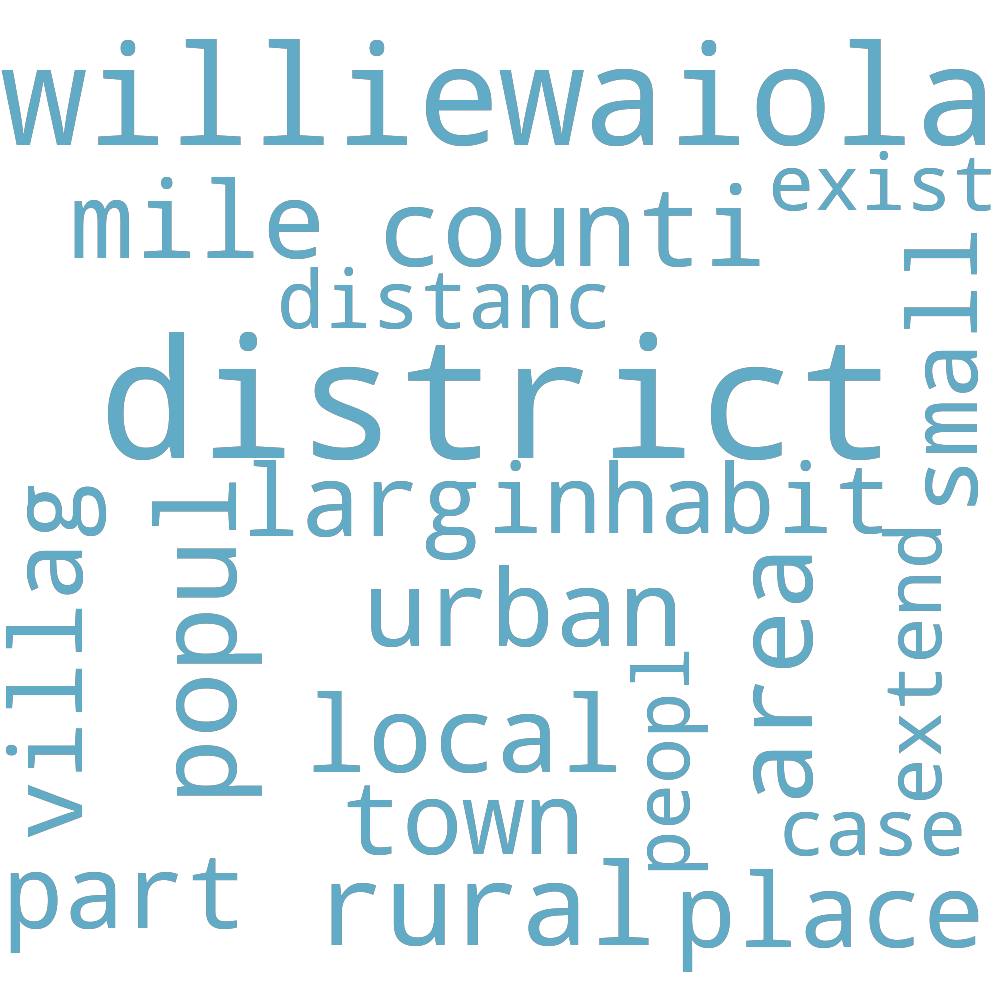 williewaiola
exist
mile
counti
distanc
small
district
larg
inhabit
villag
popul
urban
area
extend
local
peopl
town
case
part
rural
place